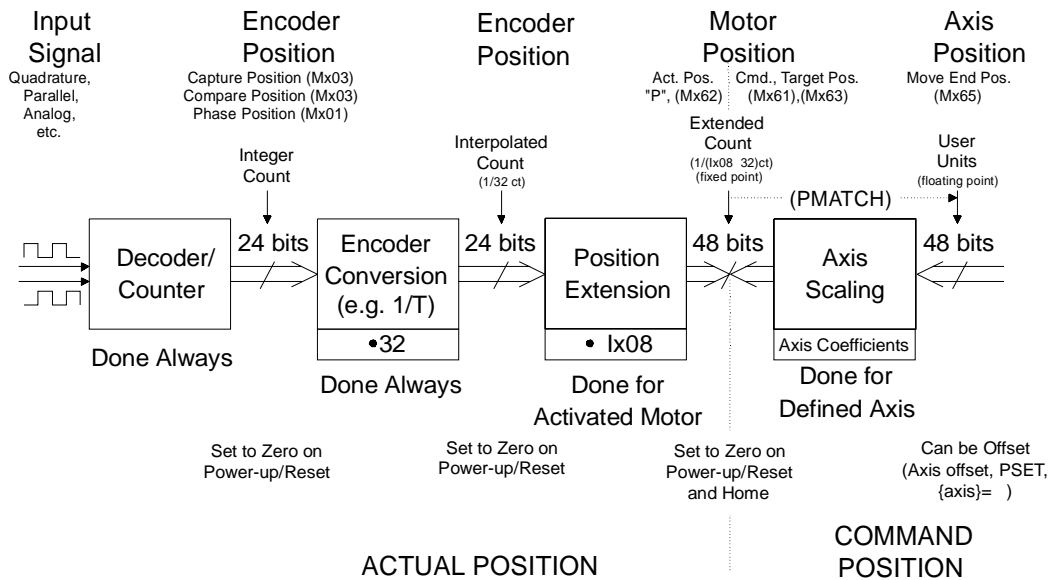 Input
Signal
Quadrature,
Parallel,
Analog,
etc.
Encoder
Position
Capture Position (Mx03)
Compare Position (Mx03)
Phase Position (Mx01)
Encoder
Position
Motor
Position
Act. Pos.
"P", (Mx62)
Cmd., Target Pos.
(Mx61),(Mx63)
Axis
Position
Move End Pos.
(Mx65)
Integer
Count
Interpolated
Count
(1/32 ct)
Extended
Count
(1/(Ix08 32)ct)
(fixed point)
User
Units
(floating point)
(PMATCH)
Decoder/
Counter
24 bits
Encoder
Conversion
(e.g. 1/T)
•32
24 bits
Position
Extension
• Ix08
48 bits
Axis
Scaling
Axis Coefficients
48 bits
Done Always
Done Always
Done for
Activated Motor
Done for
Defined Axis
Set to Zero on
Power-up/Reset
Set to Zero on
Power-up/Reset
Set to Zero on
Power-up/Reset
and Home
Can be Offset
(Axis offset, PSET,
{axis}= )
ACTUAL POSITION
COMMAND
POSITION